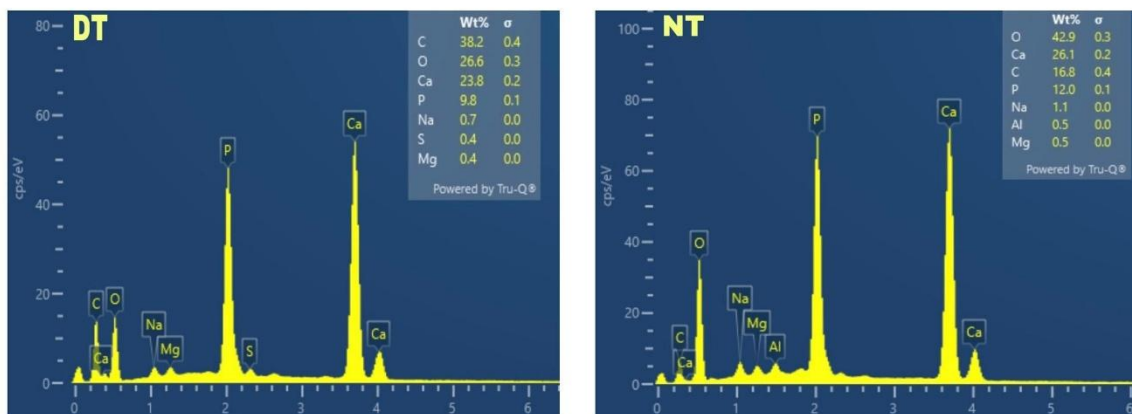 DT
Wt% σ
C 38.2 0.4
O 26.6 0.3
Ca 23.8 0.2
P 9.8 0.1
Na 0.7 0.0
S 0.4 0.0
Mg 0.4 0.0
Powered by Tru-Q®
cps/eV
80
60
40
20
0
C
O
Ca
Na
Mg
P
S
Ca
Ca
0 1 2 3 4 5 6
NT
Wt% σ
O 42.9 0.3
Ca 26.1 0.2
C 16.8 0.4
P 12.0 0.1
Na 1.1 0.0
Al 0.5 0.0
Mg 0.5 0.0
Powered by Tru-Q®
cps/eV
100
80
60
40
20
0
C
Ca
O
Na
Mg
Al
P
Ca
Ca
0 1 2 3 4 5 6